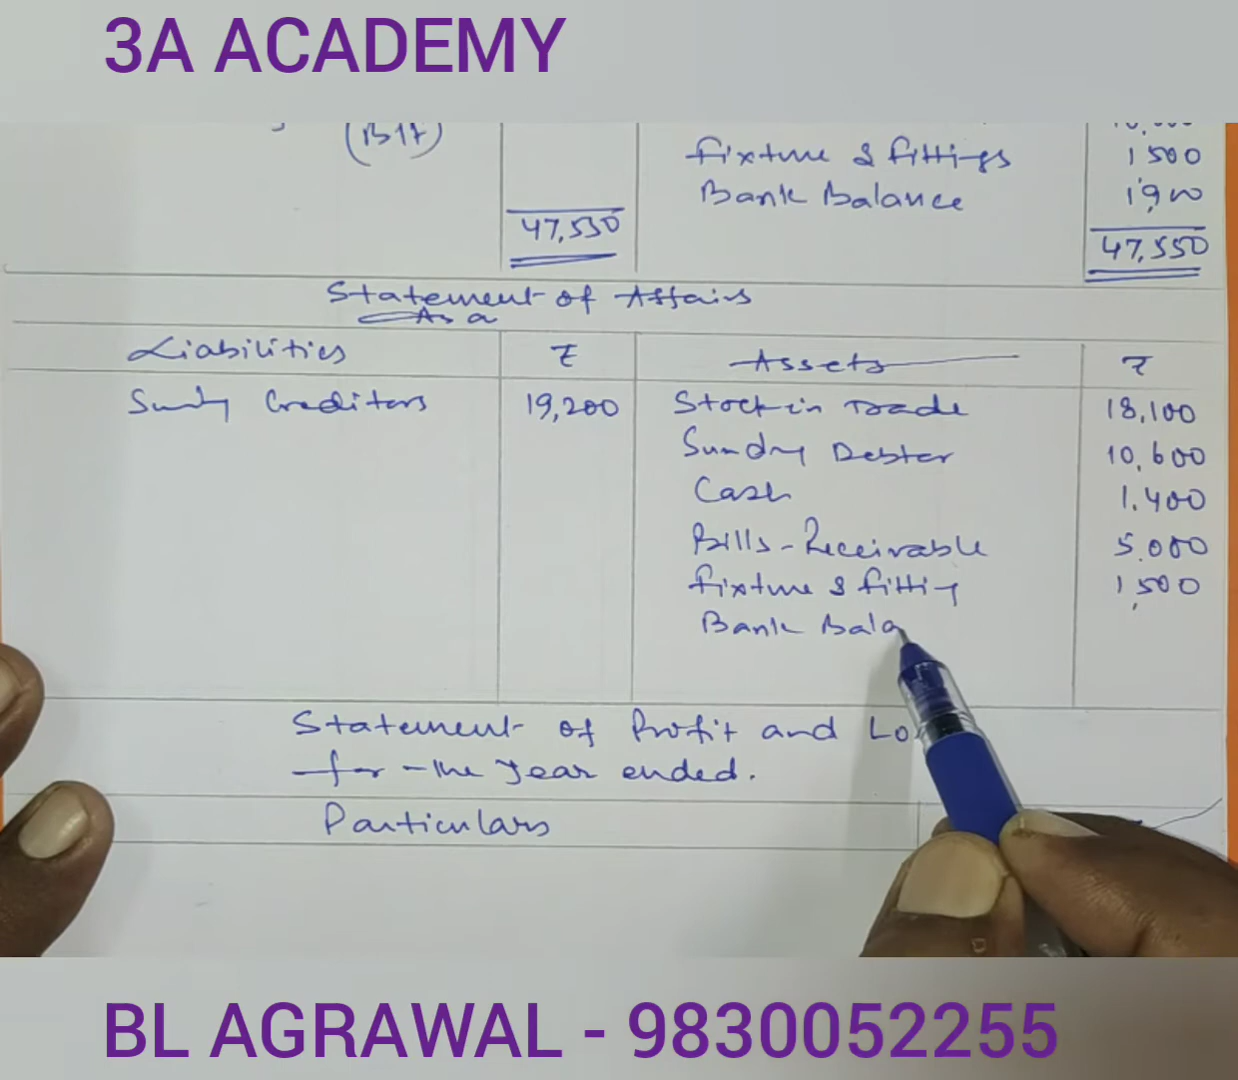 3A ACADEMY
(B/f)
Fixture & fittings 1500
Bank Balance 1900
47,550 47,550
Statement of Affairs
As a
Liabilities ₹ Assets ₹
Sundry Creditors 19,200 Stock in Trade 18,100
Sundry Debtor 10,600
Cash 1.400
Bills-Receivable 5.000
fixture & fitting 1,500
Bank Bala
Statement of Profit and Lo
for the year ended.
Particulars
BL AGRAWAL - 9830052255